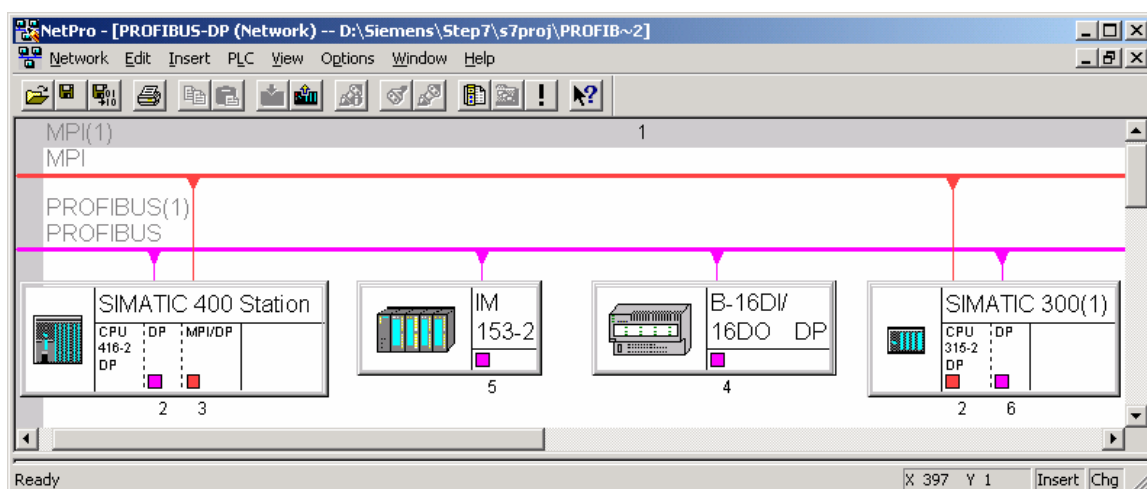 NetPro - [PROFIBUS-DP (Network) -- D:\Siemens\Step7\s7proj\PROFIB~2]
Network Edit Insert PLC View Options Window Help
MPI(1) 1
MPI
PROFIBUS(1)
PROFIBUS
SIMATIC 400 Station
CPU DP MPI/DP
416-2
DP
2 3
IM
153-2
5
B-16DI/
16DO DP
4
SIMATIC 300(1)
CPU DP
315-2
DP
2 6
Ready X 397 Y 1 Insert Chg